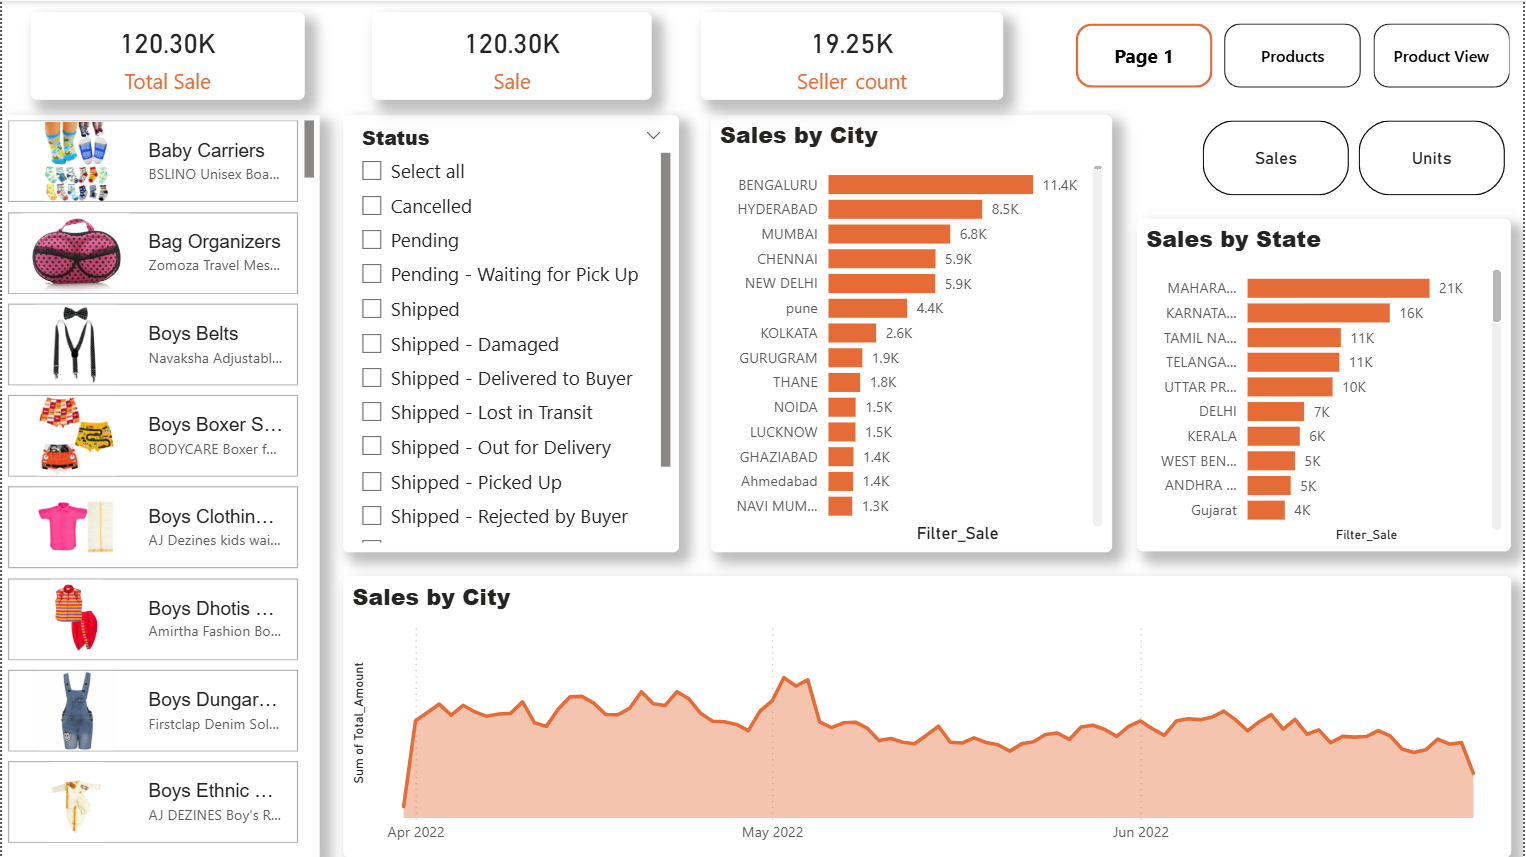 120.30K
Total Sale
120.30K
Sale
19.25K
Seller count
Page 1
Products
Product View
Sales
Units
Baby Carriers
BSLINO Unisex Boa...
Bag Organizers
Zomoza Travel Mes...
Boys Belts
Navaksha Adjustabl...
Boys Boxer S...
BODYCARE Boxer f...
Boys Clothin...
AJ Dezines kids wai...
Boys Dhotis ...
Amirtha Fashion Bo...
Boys Dungar...
Firstclap Denim Sol...
Boys Ethnic ...
AJ DEZINES Boy's R...
Status
Select all
Cancelled
Pending
Pending - Waiting for Pick Up
Shipped
Shipped - Damaged
Shipped - Delivered to Buyer
Shipped - Lost in Transit
Shipped - Out for Delivery
Shipped - Picked Up
Shipped - Rejected by Buyer
Sales by City
BENGALURU 11.4K
HYDERABAD 8.5K
MUMBAI 6.8K
CHENNAI 5.9K
NEW DELHI 5.9K
pune 4.4K
KOLKATA 2.6K
GURUGRAM 1.9K
THANE 1.8K
NOIDA 1.5K
LUCKNOW 1.5K
GHAZIABAD 1.4K
Ahmedabad 1.4K
NAVI MUM... 1.3K
Filter_Sale
Sales by State
MAHARA... 21K
KARNATA... 16K
TAMIL NA... 11K
TELANGA... 11K
UTTAR PR... 10K
DELHI 7K
KERALA 6K
WEST BEN... 5K
ANDHRA ... 5K
Gujarat 4K
Filter_Sale
Sales by City
Sum of Total_Amount
Apr 2022
May 2022
Jun 2022